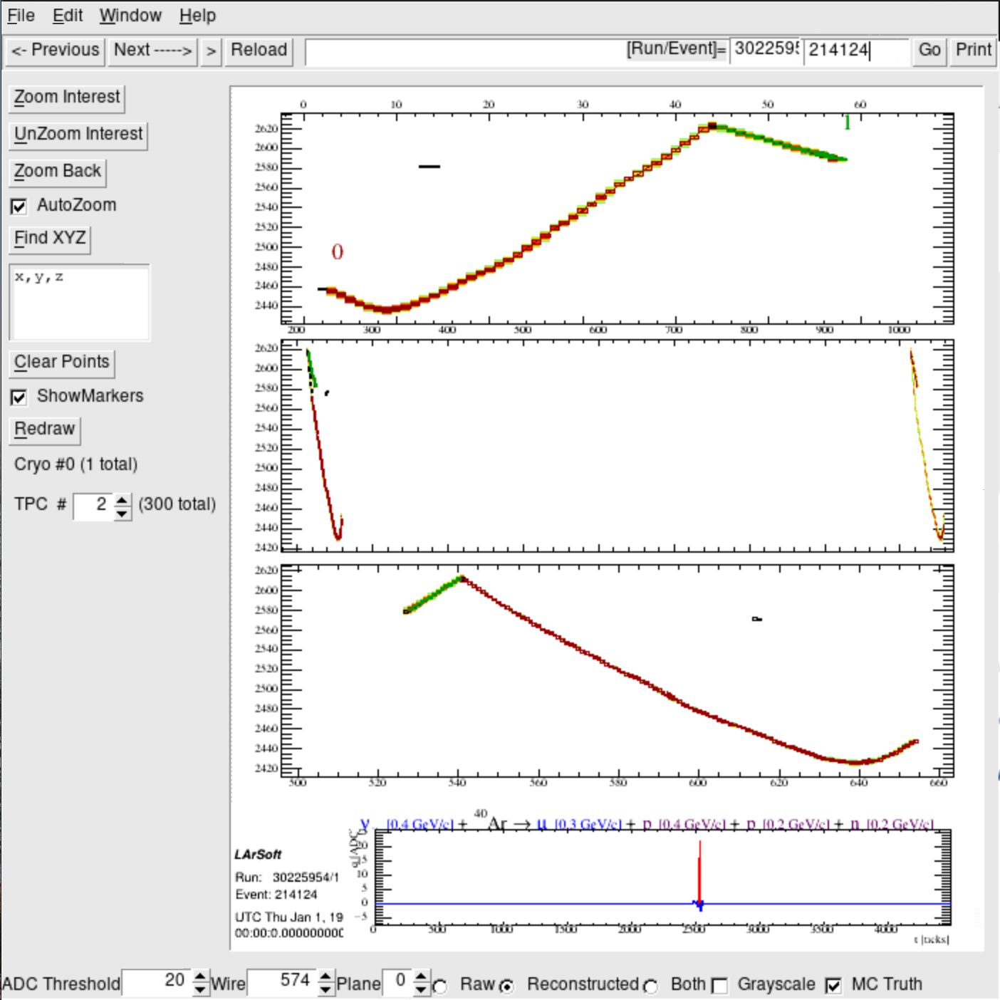 File Edit Window Help
<- Previous Next -----> > Reload [Run/Event]= 3022595 214124 Go Print
Zoom Interest
UnZoom Interest
Zoom Back
AutoZoom
Find XYZ
x,y,z
Clear Points
ShowMarkers
Redraw
Cryo #0 (1 total)
TPC # 2 (300 total)
0 10 20 30 40 50 60
2620
2600
2580
2560
2540
2520
2500
2480
2460
2440
0
1
200 300 400 500 600 700 800 900 1000
2620
2600
2580
2560
2540
2520
2500
2480
2460
2440
2420
2620
2600
2580
2560
2540
2520
2500
2480
2460
2440
2420
500 520 540 560 580 600 620 640 660
ν [0.4 GeV/c] + 40Ar → μ [0.3 GeV/c] + p [0.4 GeV/c] + p [0.2 GeV/c] + n [0.2 GeV/c]
LArSoft
Run: 30225954/1
Event: 214124
UTC Thu Jan 1, 19
00:00:0.000000000
q [ADC]
20
15
10
5
0
-5
0 500 1000 1500 2000 2500 3000 3500 4000
t [ticks]
ADC Threshold 20 Wire 574 Plane 0 Raw Reconstructed Both Grayscale MC Truth